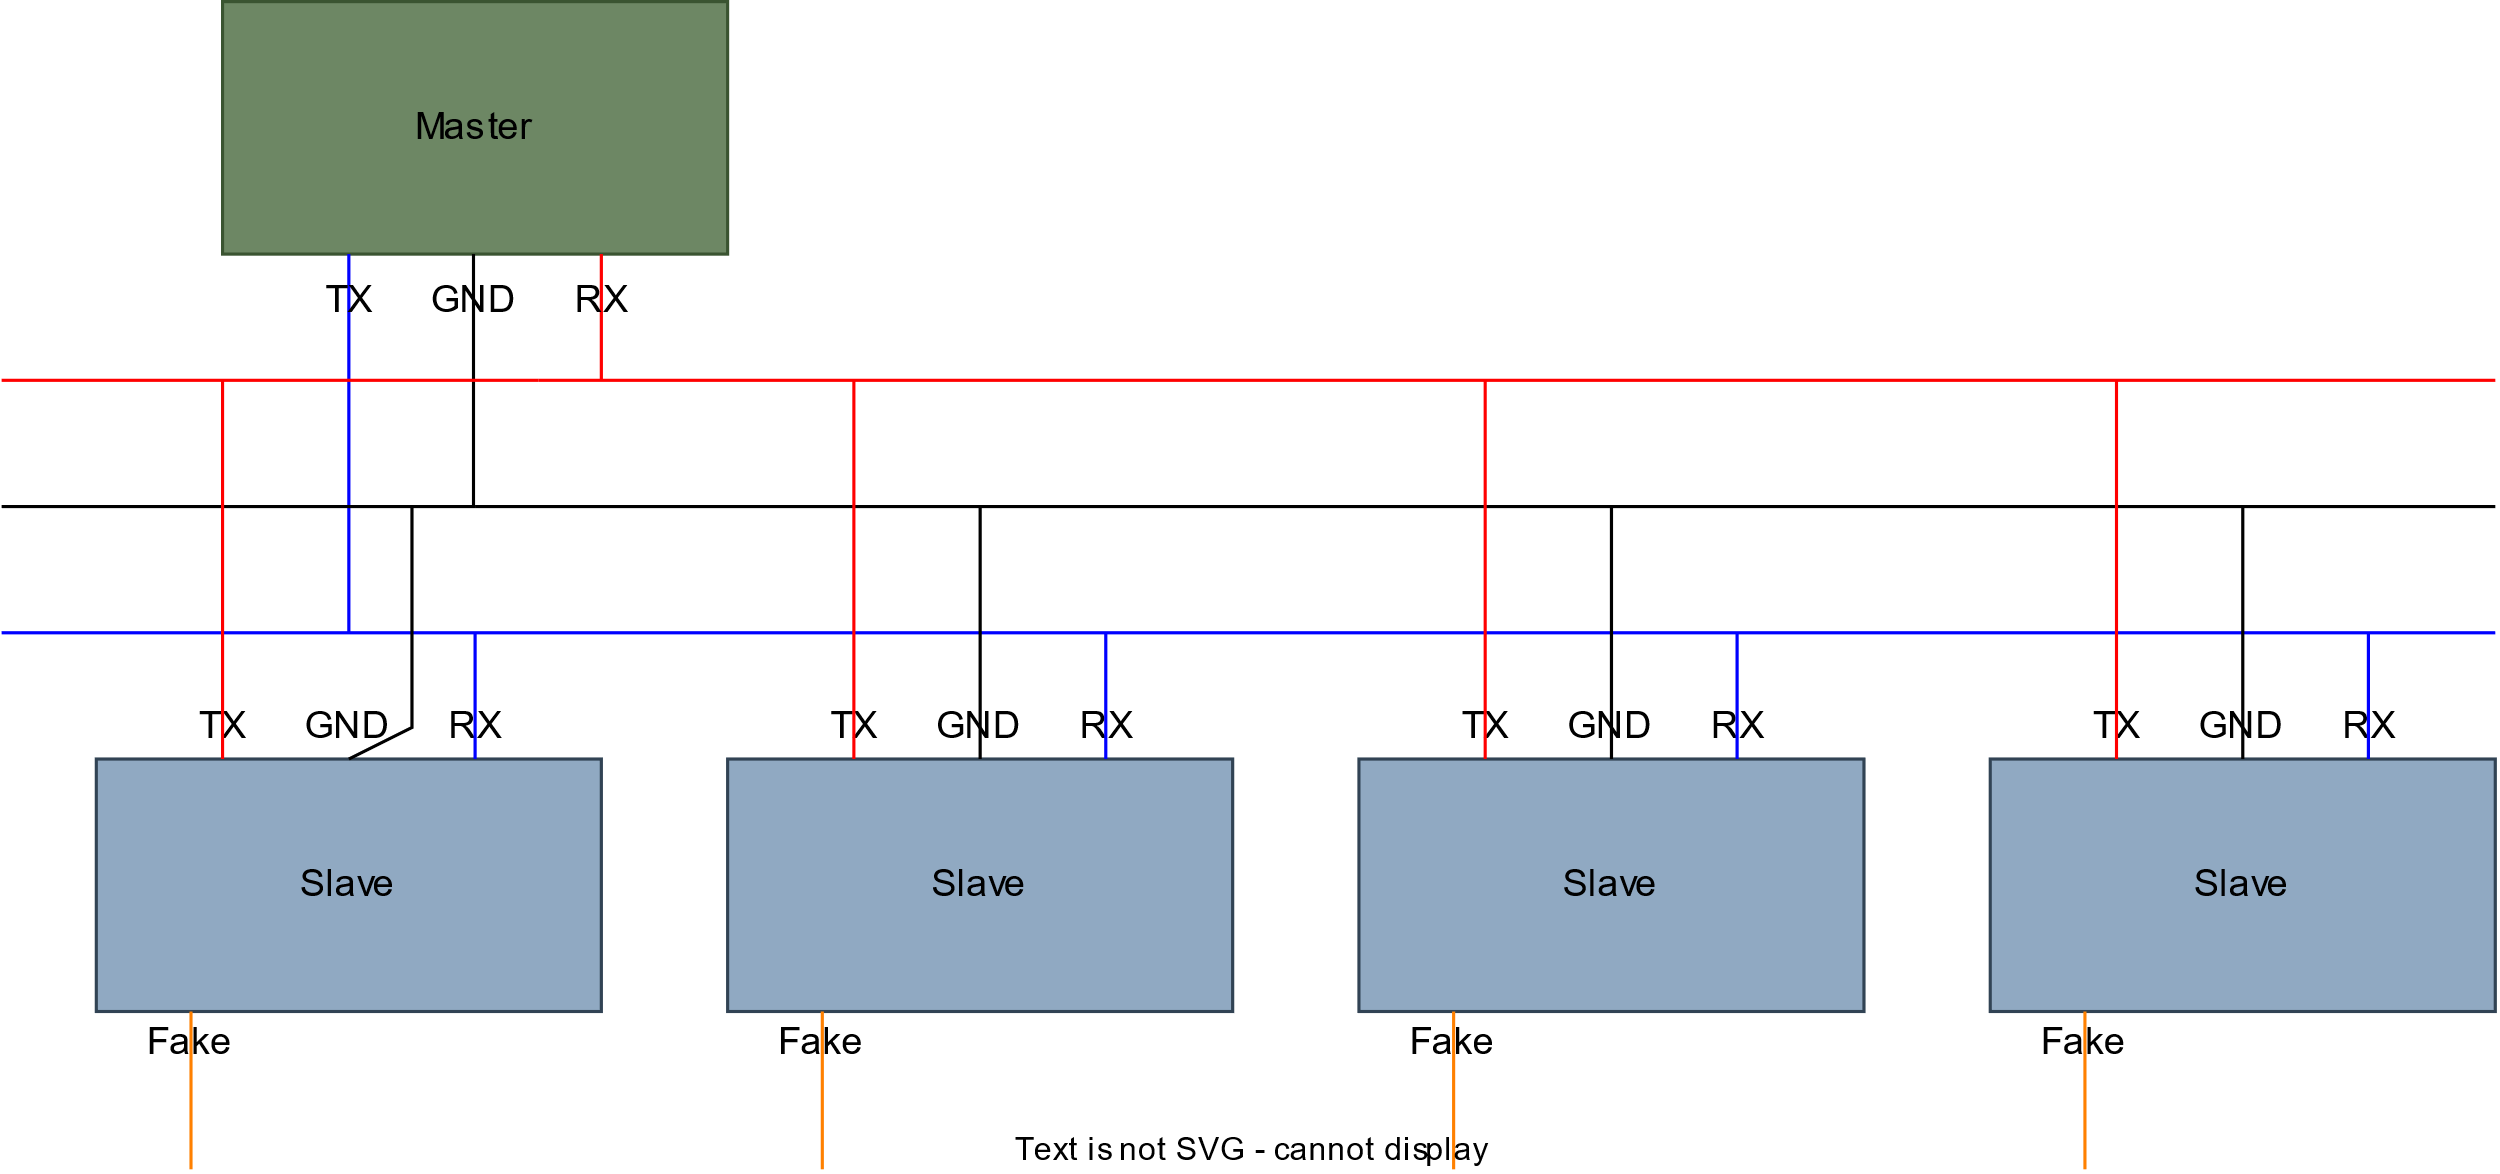 Master
TX GND RX
TX GND RX TX GND RX TX GND RX TX GND RX
Slave Slave Slave Slave
Fake Fake Fake Fake
Text is not SVG - cannot display